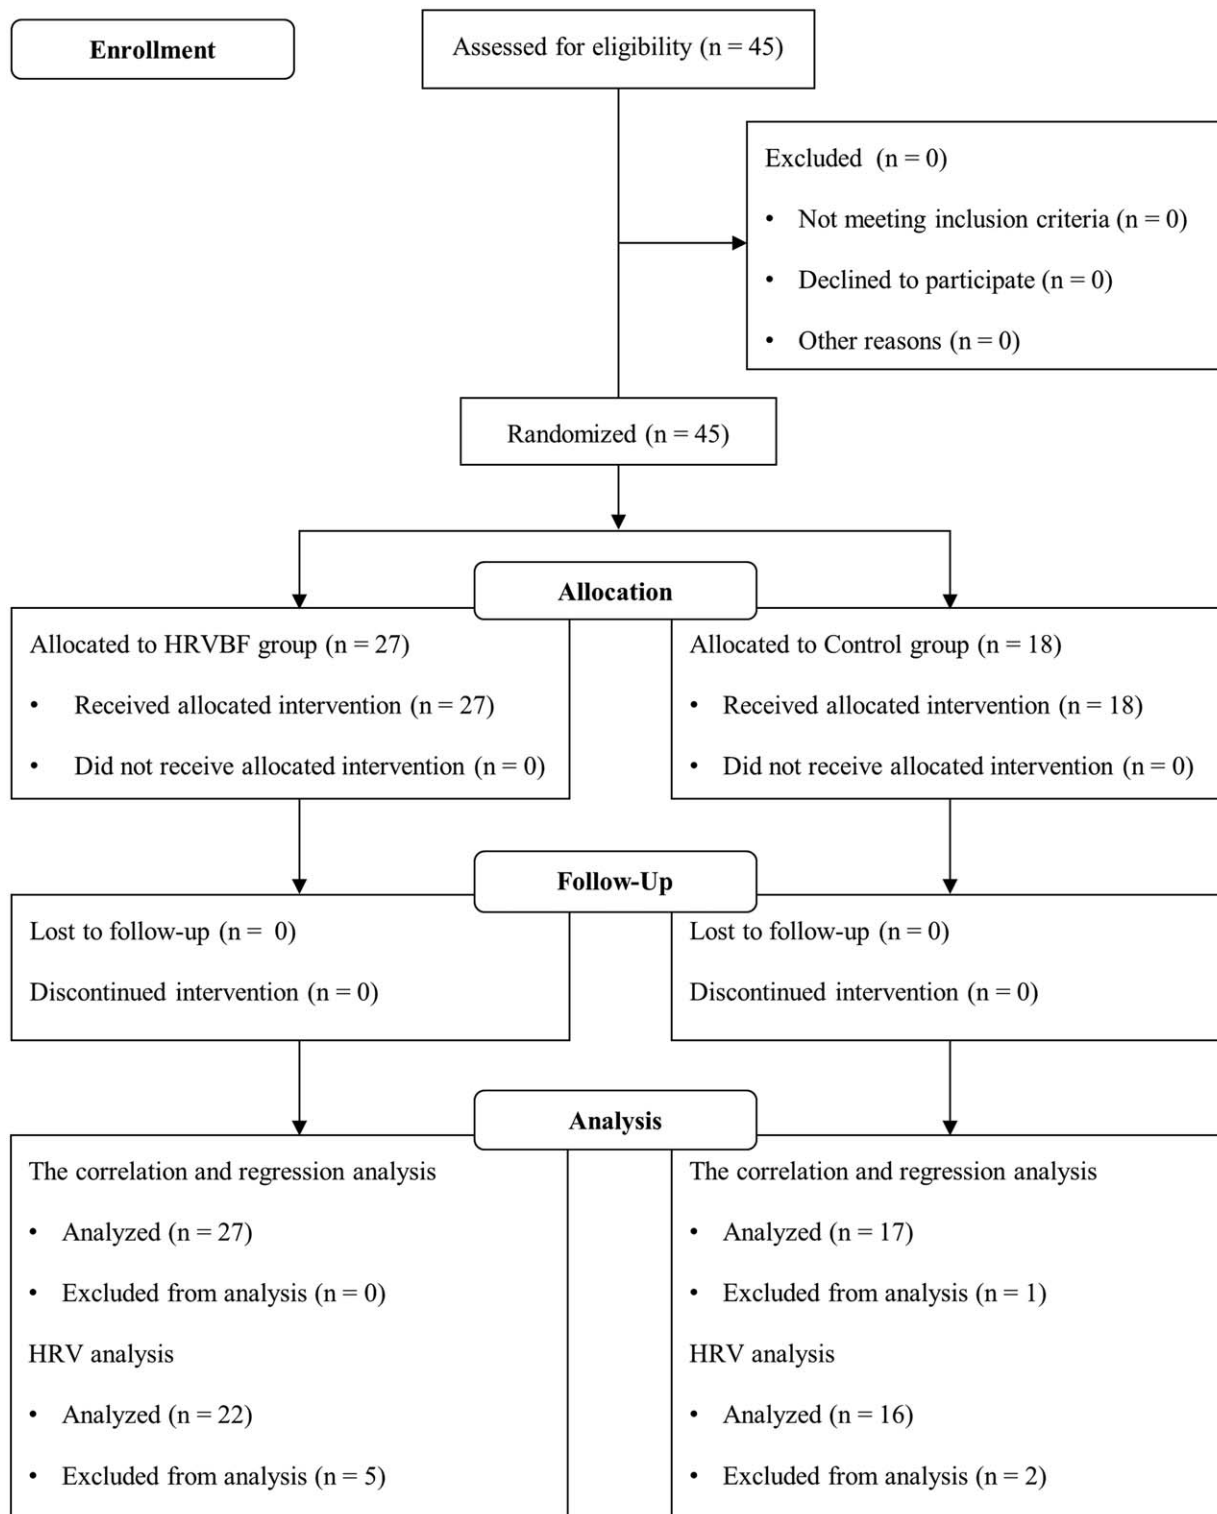 Enrollment
Assessed for eligibility (n = 45)
Excluded (n = 0)
• Not meeting inclusion criteria (n = 0)
• Declined to participate (n = 0)
• Other reasons (n = 0)
Randomized (n = 45)
Allocation
Allocated to HRVBF group (n = 27)
• Received allocated intervention (n = 27)
• Did not receive allocated intervention (n = 0)
Allocated to Control group (n = 18)
• Received allocated intervention (n = 18)
• Did not receive allocated intervention (n = 0)
Follow-Up
Lost to follow-up (n = 0)
Discontinued intervention (n = 0)
Lost to follow-up (n = 0)
Discontinued intervention (n = 0)
Analysis
The correlation and regression analysis
• Analyzed (n = 27)
• Excluded from analysis (n = 0)
HRV analysis
• Analyzed (n = 22)
• Excluded from analysis (n = 5)
The correlation and regression analysis
• Analyzed (n = 17)
• Excluded from analysis (n = 1)
HRV analysis
• Analyzed (n = 16)
• Excluded from analysis (n = 2)